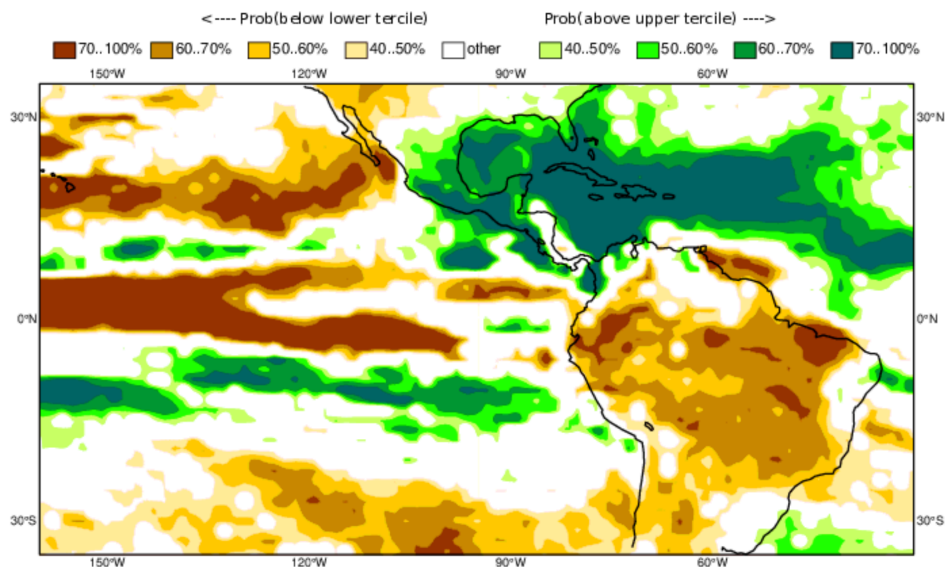 <---- Prob(below lower tercile) Prob(above upper tercile) ---->
70..100% 60..70% 50..60% 40..50% other 40..50% 50..60% 60..70% 70..100%
150°W 120°W 90°W 60°W
30°N 30°N
0°N 0°N
30°S 30°S
150°W 120°W 90°W 60°W